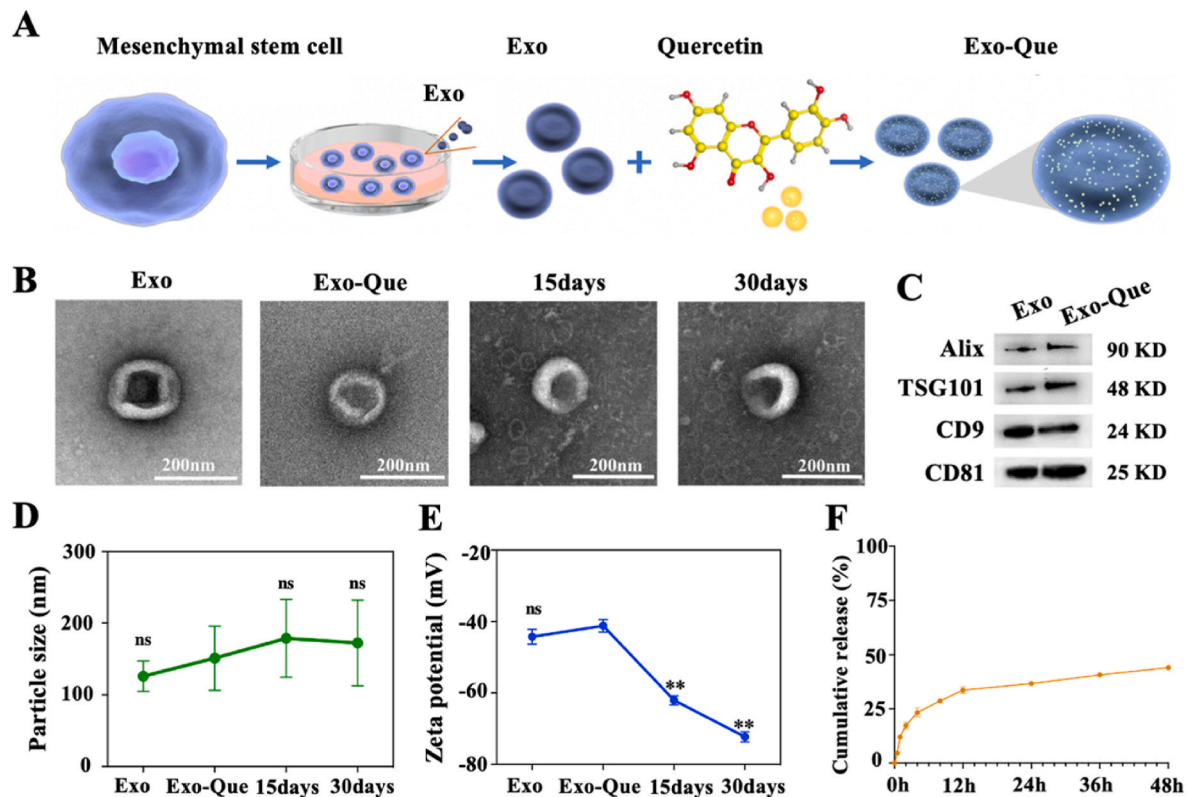 A
Mesenchymal stem cell
Exo
Quercetin
Exo-Que
Exo
B
Exo
Exo-Que
15days
30days
200nm
200nm
200nm
200nm
C
Exo
Exo-Que
Alix
90 KD
TSG101
48 KD
CD9
24 KD
CD81
25 KD
D
Particle size (nm)
300
200
100
0
ns
ns
ns
Exo
Exo-Que
15days
30days
E
Zeta potential (mV)
-20
-40
-60
-80
ns
**
**
Exo
Exo-Que
15days
30days
F
Cumulative release (%)
100
75
50
25
0
0h
12h
24h
36h
48h